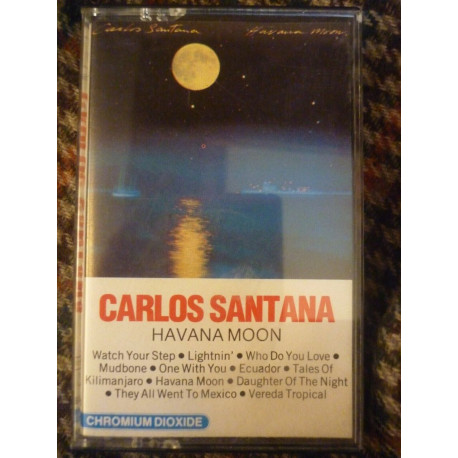 Carlos Santana Havana Moon
CARLOS SANTANA
HAVANA MOON
Watch Your Step • Lightnin' • Who Do You Love •
Mudbone • One With You • Ecuador • Tales Of
Kilimanjaro • Havana Moon • Daughter Of The Night
• They All Went To Mexico • Vereda Tropical
CHROMIUM DIOXIDE